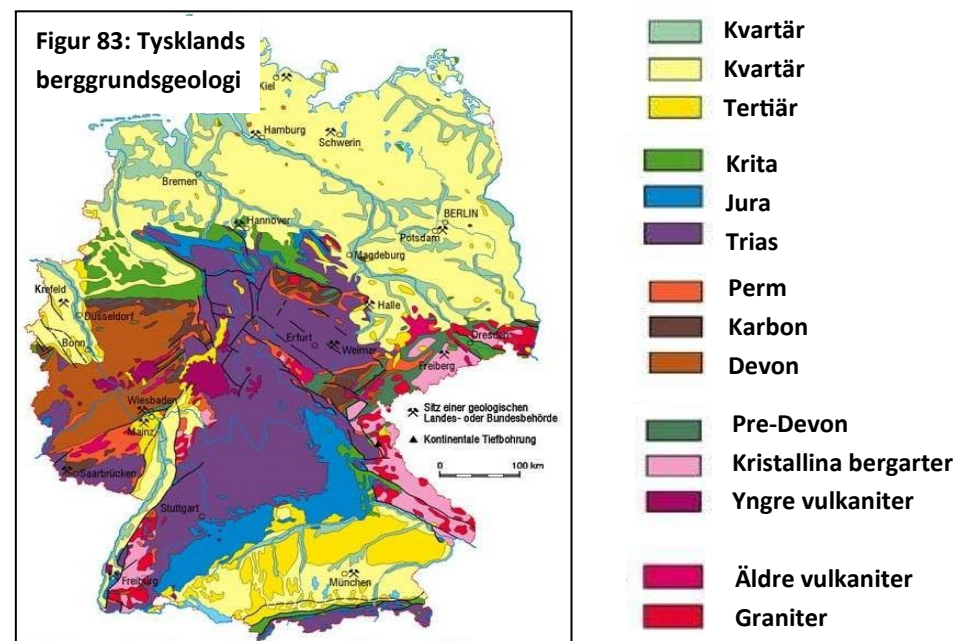 Figur 83: Tysklands
berggrundsgeologi
Kiel
Hamburg
Schwerin
Bremen
Hannover
BERLIN
Potsdam
Magdeburg
Krefeld
Halle
Düsseldorf
Erfurt
Weimar
Dresden
Bonn
Freiberg
Wiesbaden
Mainz
Sitz einer geologischen
Landes- oder Bundesbehörde
Kontinentale Tiefbohrung
Saarbrücken
0 100 km
Stuttgart
München
Freiburg
Kvartär
Kvartär
Tertiär
Krita
Jura
Trias
Perm
Karbon
Devon
Pre-Devon
Kristallina bergarter
Yngre vulkaniter
Äldre vulkaniter
Graniter